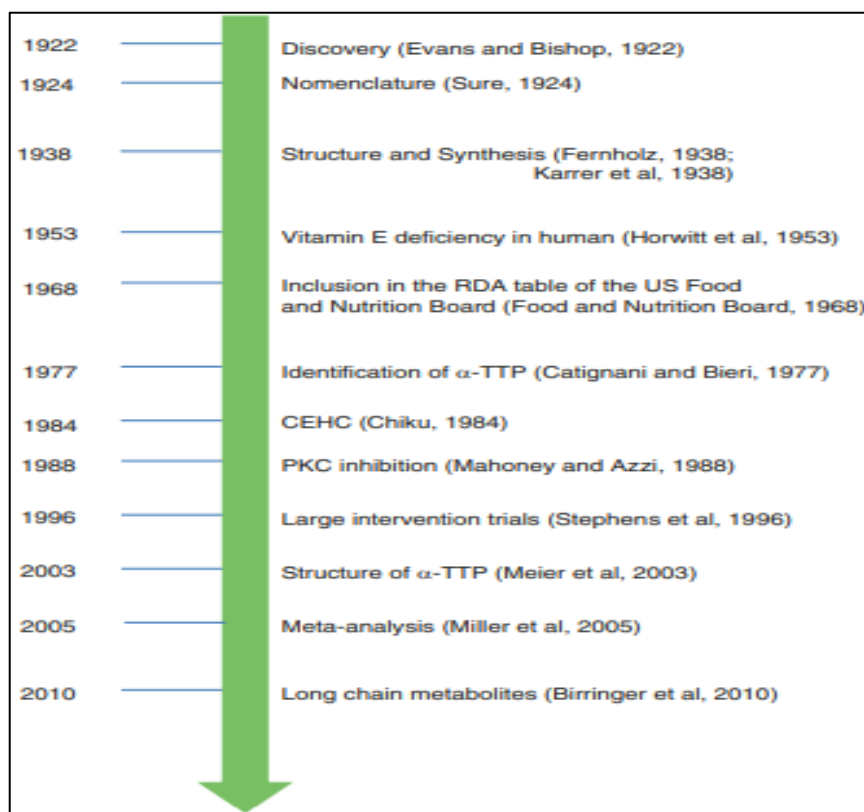 1922 Discovery (Evans and Bishop, 1922)
1924 Nomenclature (Sure, 1924)
1938 Structure and Synthesis (Fernholz, 1938;
Karrer et al, 1938)
1953 Vitamin E deficiency in human (Horwitt et al, 1953)
1968 Inclusion in the RDA table of the US Food
and Nutrition Board (Food and Nutrition Board, 1968)
1977 Identification of α-TTP (Catignani and Bieri, 1977)
1984 CEHC (Chiku, 1984)
1988 PKC inhibition (Mahoney and Azzi, 1988)
1996 Large intervention trials (Stephens et al, 1996)
2003 Structure of α-TTP (Meier et al, 2003)
2005 Meta-analysis (Miller et al, 2005)
2010 Long chain metabolites (Birringer et al, 2010)